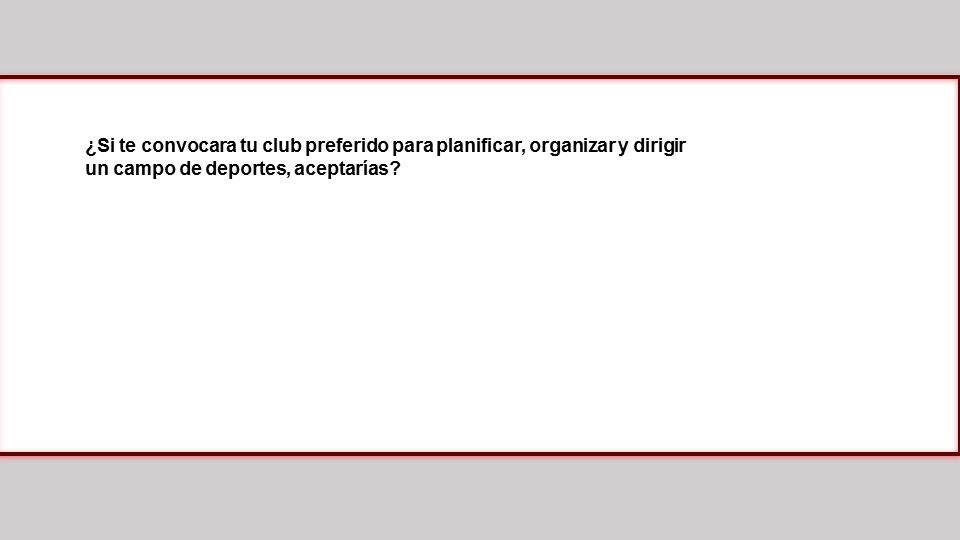 ¿Si te convocara tu club preferido para planificar, organizar y dirigir
un campo de deportes, aceptarías?